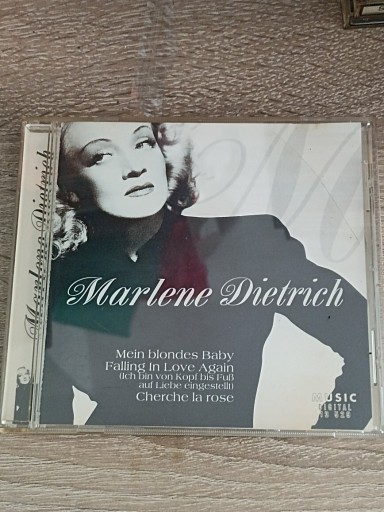 Marlene Dietrich
Marlene Dietrich
Mein blondes Baby
Falling In Love Again
(Ich bin von Kopf bis Fuß
auf Liebe eingestellt)
Cherche la rose
MUSIC
DIGITAL